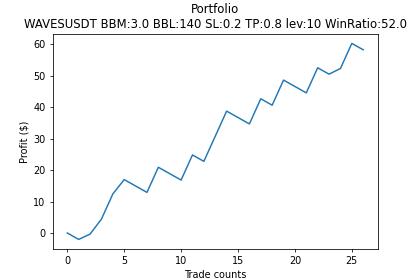 Portfolio
WAVESUSDT BBM:3.0 BBL:140 SL:0.2 TP:0.8 lev:10 WinRatio:52.0
Profit ($)
60
50
40
30
20
10
0
0 5 10 15 20 25
Trade counts